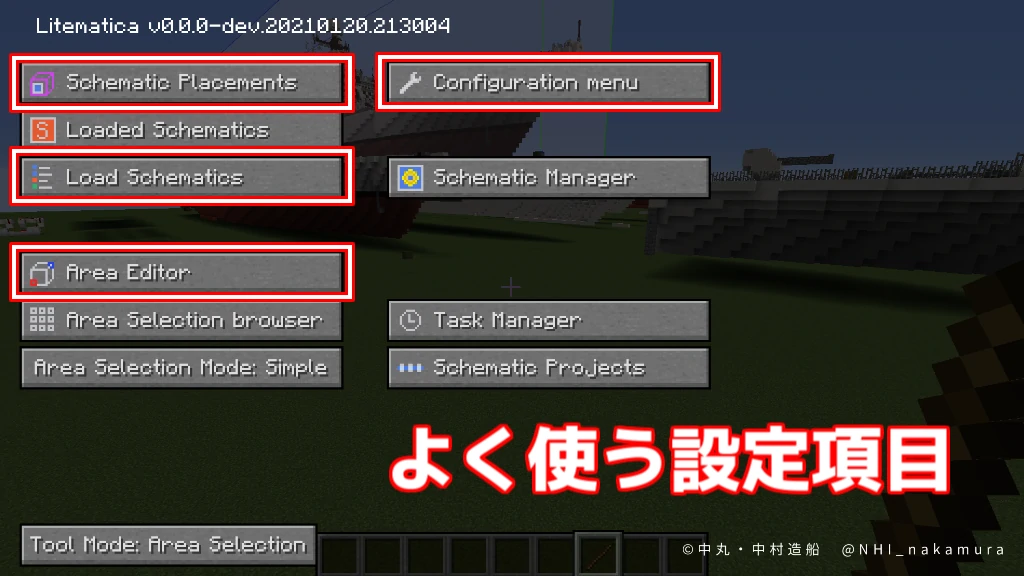 Litematica v0.0.0-dev.20210120.213004
Schematic Placements
Configuration menu
Loaded Schematics
Load Schematics
Schematic Manager
Area Editor
Area Selection browser
Task Manager
Area Selection Mode: Simple
Schematic Projects
よく使う設定項目
Tool Mode: Area Selection
©中丸・中村造船 @NHI_nakamura